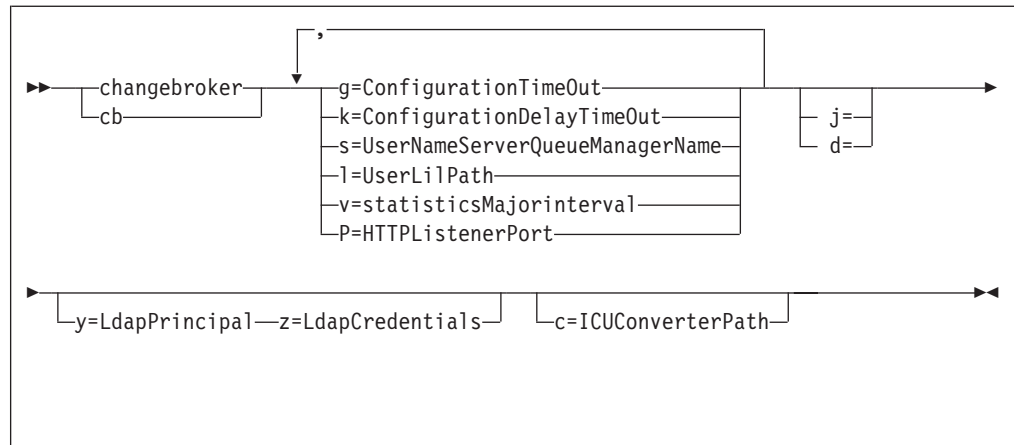 ,
changebroker g=ConfigurationTimeOut
cb k=ConfigurationDelayTimeOut j=
s=UserNameServerQueueManagerName d=
l=UserLilPath
v=statisticsMajorinterval
P=HTTPListenerPort
y=LdapPrincipal z=LdapCredentials c=ICUConverterPath